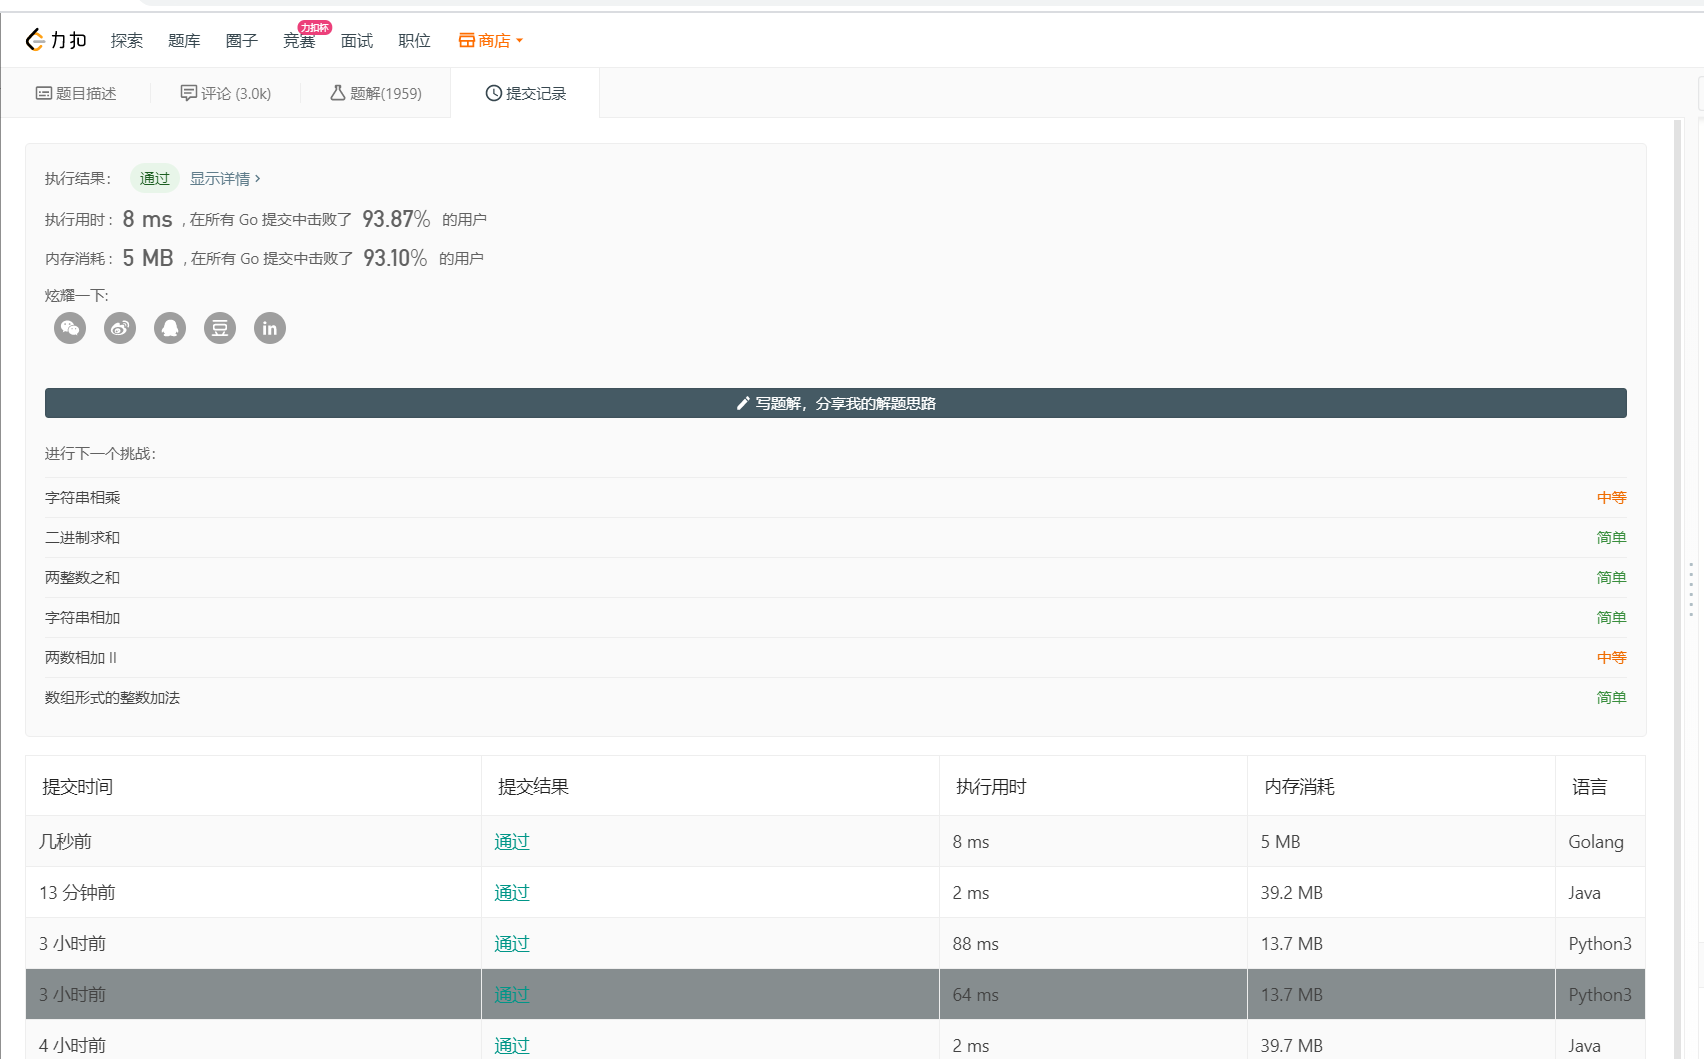 力扣 探索 题库 圈子 竞赛 力扣杯 面试 职位 商店
题目描述 评论 (3.0k) 题解(1959) 提交记录
执行结果： 通过 显示详情 ›
执行用时 : 8 ms , 在所有 Go 提交中击败了 93.87% 的用户
内存消耗 : 5 MB , 在所有 Go 提交中击败了 93.10% 的用户
炫耀一下:
豆 in
写题解，分享我的解题思路
进行下一个挑战：
字符串相乘 中等
二进制求和 简单
两整数之和 简单
字符串相加 简单
两数相加 II 中等
数组形式的整数加法 简单
提交时间 提交结果 执行用时 内存消耗 语言
几秒前 通过 8 ms 5 MB Golang
13 分钟前 通过 2 ms 39.2 MB Java
3 小时前 通过 88 ms 13.7 MB Python3
3 小时前 通过 64 ms 13.7 MB Python3
4 小时前 通过 2 ms 39.7 MB Java